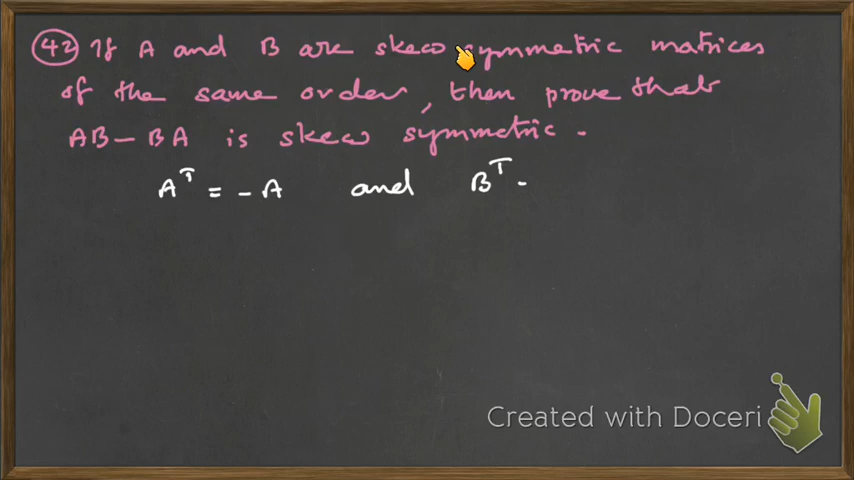 42 If A and B are skew symmetric matrices
of the same order, then prove that
AB - BA is skew symmetric.
Aᵀ = - A and Bᵀ -
Created with Doceri